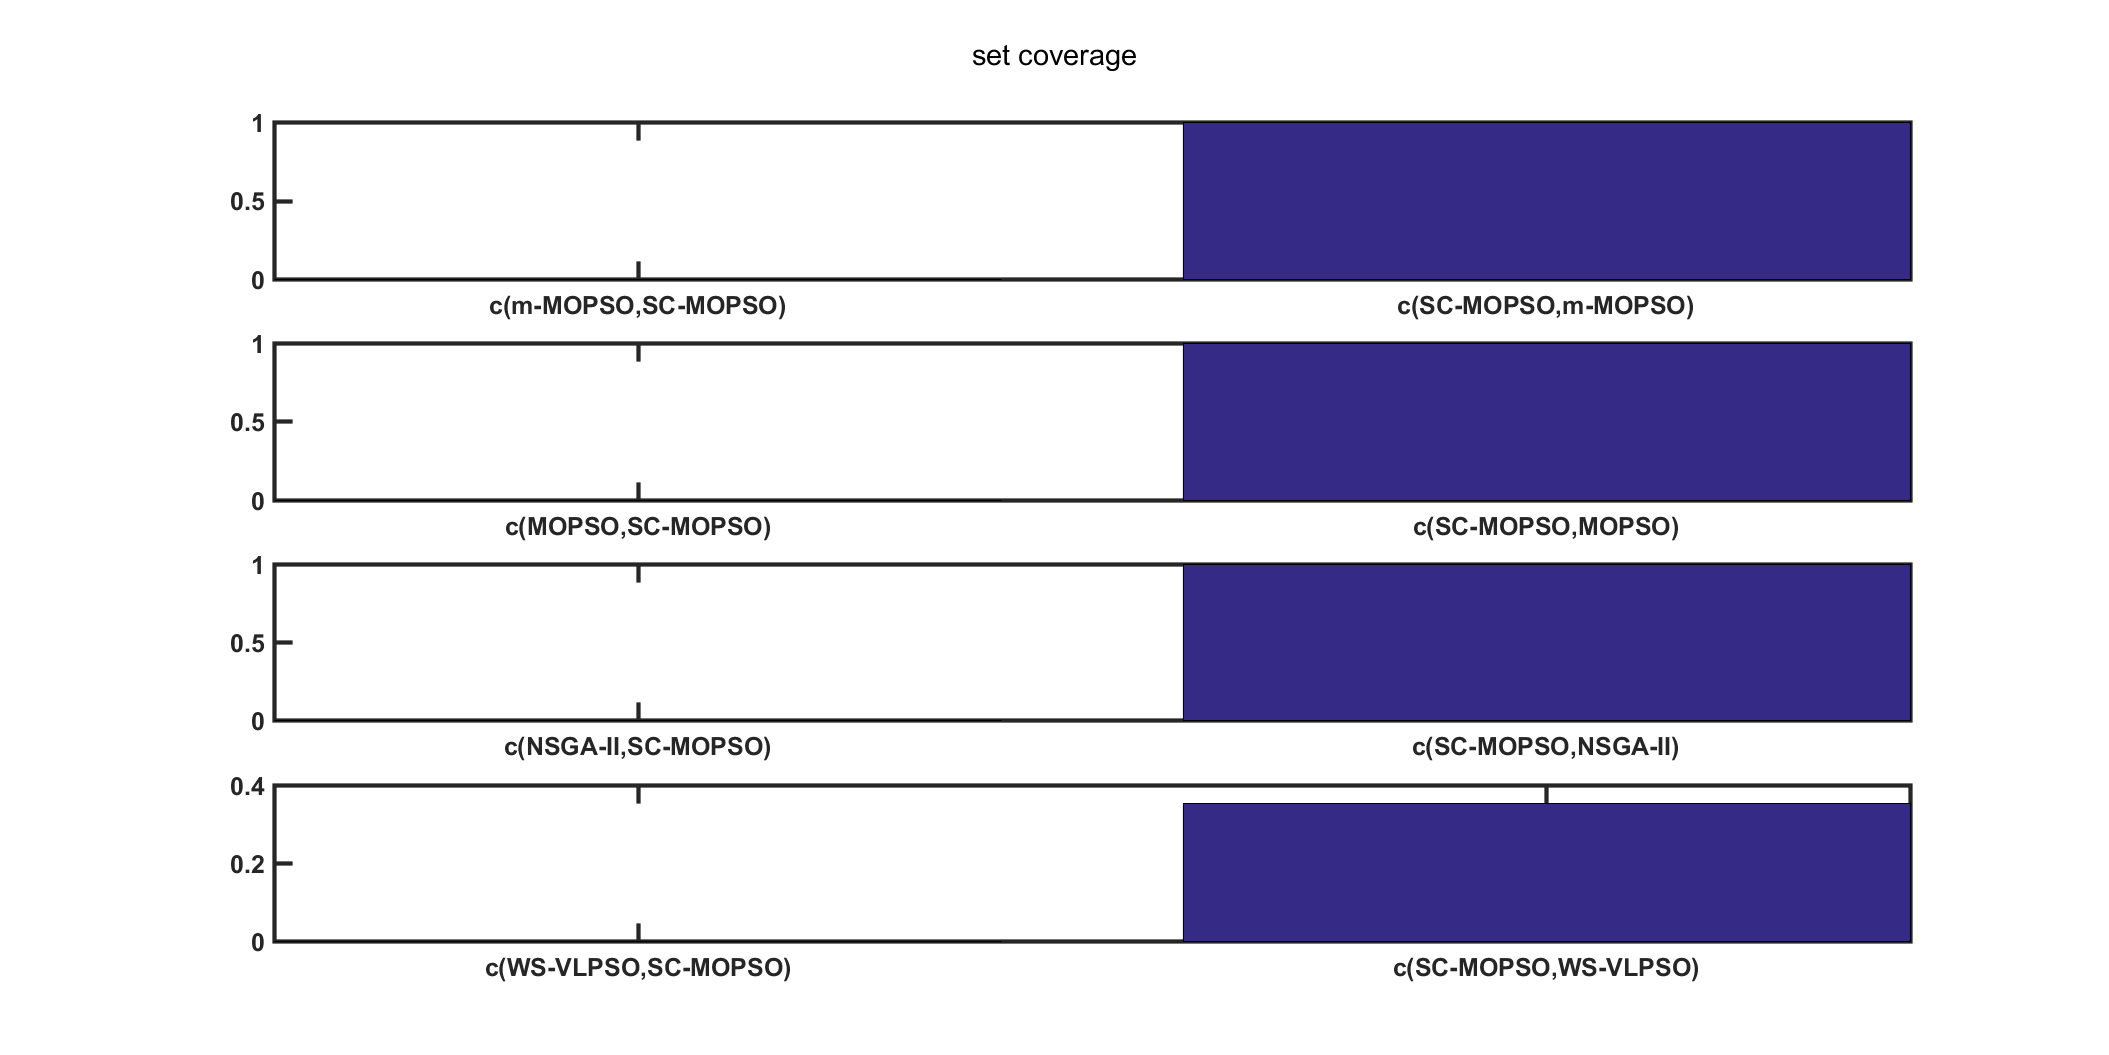 set coverage
1
0.5
0
c(m-MOPSO,SC-MOPSO) c(SC-MOPSO,m-MOPSO)
1
0.5
0
c(MOPSO,SC-MOPSO) c(SC-MOPSO,MOPSO)
1
0.5
0
c(NSGA-II,SC-MOPSO) c(SC-MOPSO,NSGA-II)
0.4
0.2
0
c(WS-VLPSO,SC-MOPSO) c(SC-MOPSO,WS-VLPSO)